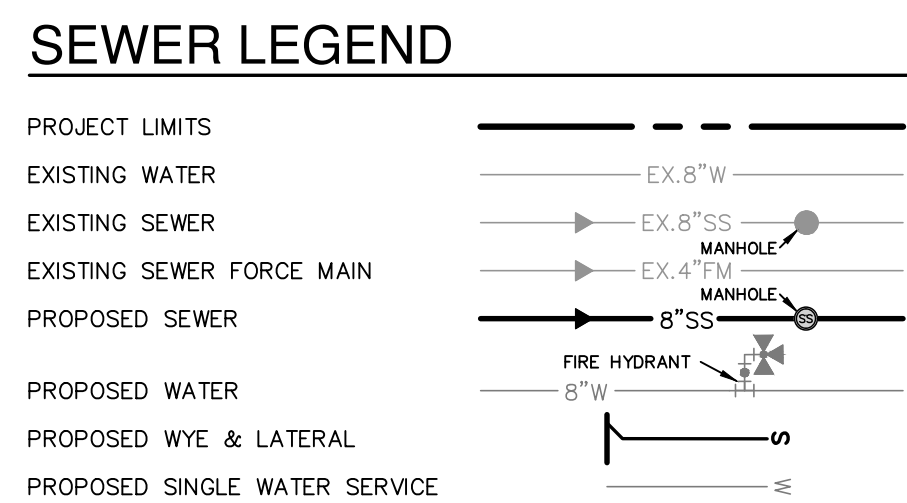 SEWER LEGEND
PROJECT LIMITS
EXISTING WATER EX.8"W
EXISTING SEWER EX.8"SS
MANHOLE
EXISTING SEWER FORCE MAIN EX.4"FM
MANHOLE
PROPOSED SEWER 8"SS SS
FIRE HYDRANT
PROPOSED WATER 8"W
PROPOSED WYE & LATERAL S
PROPOSED SINGLE WATER SERVICE W